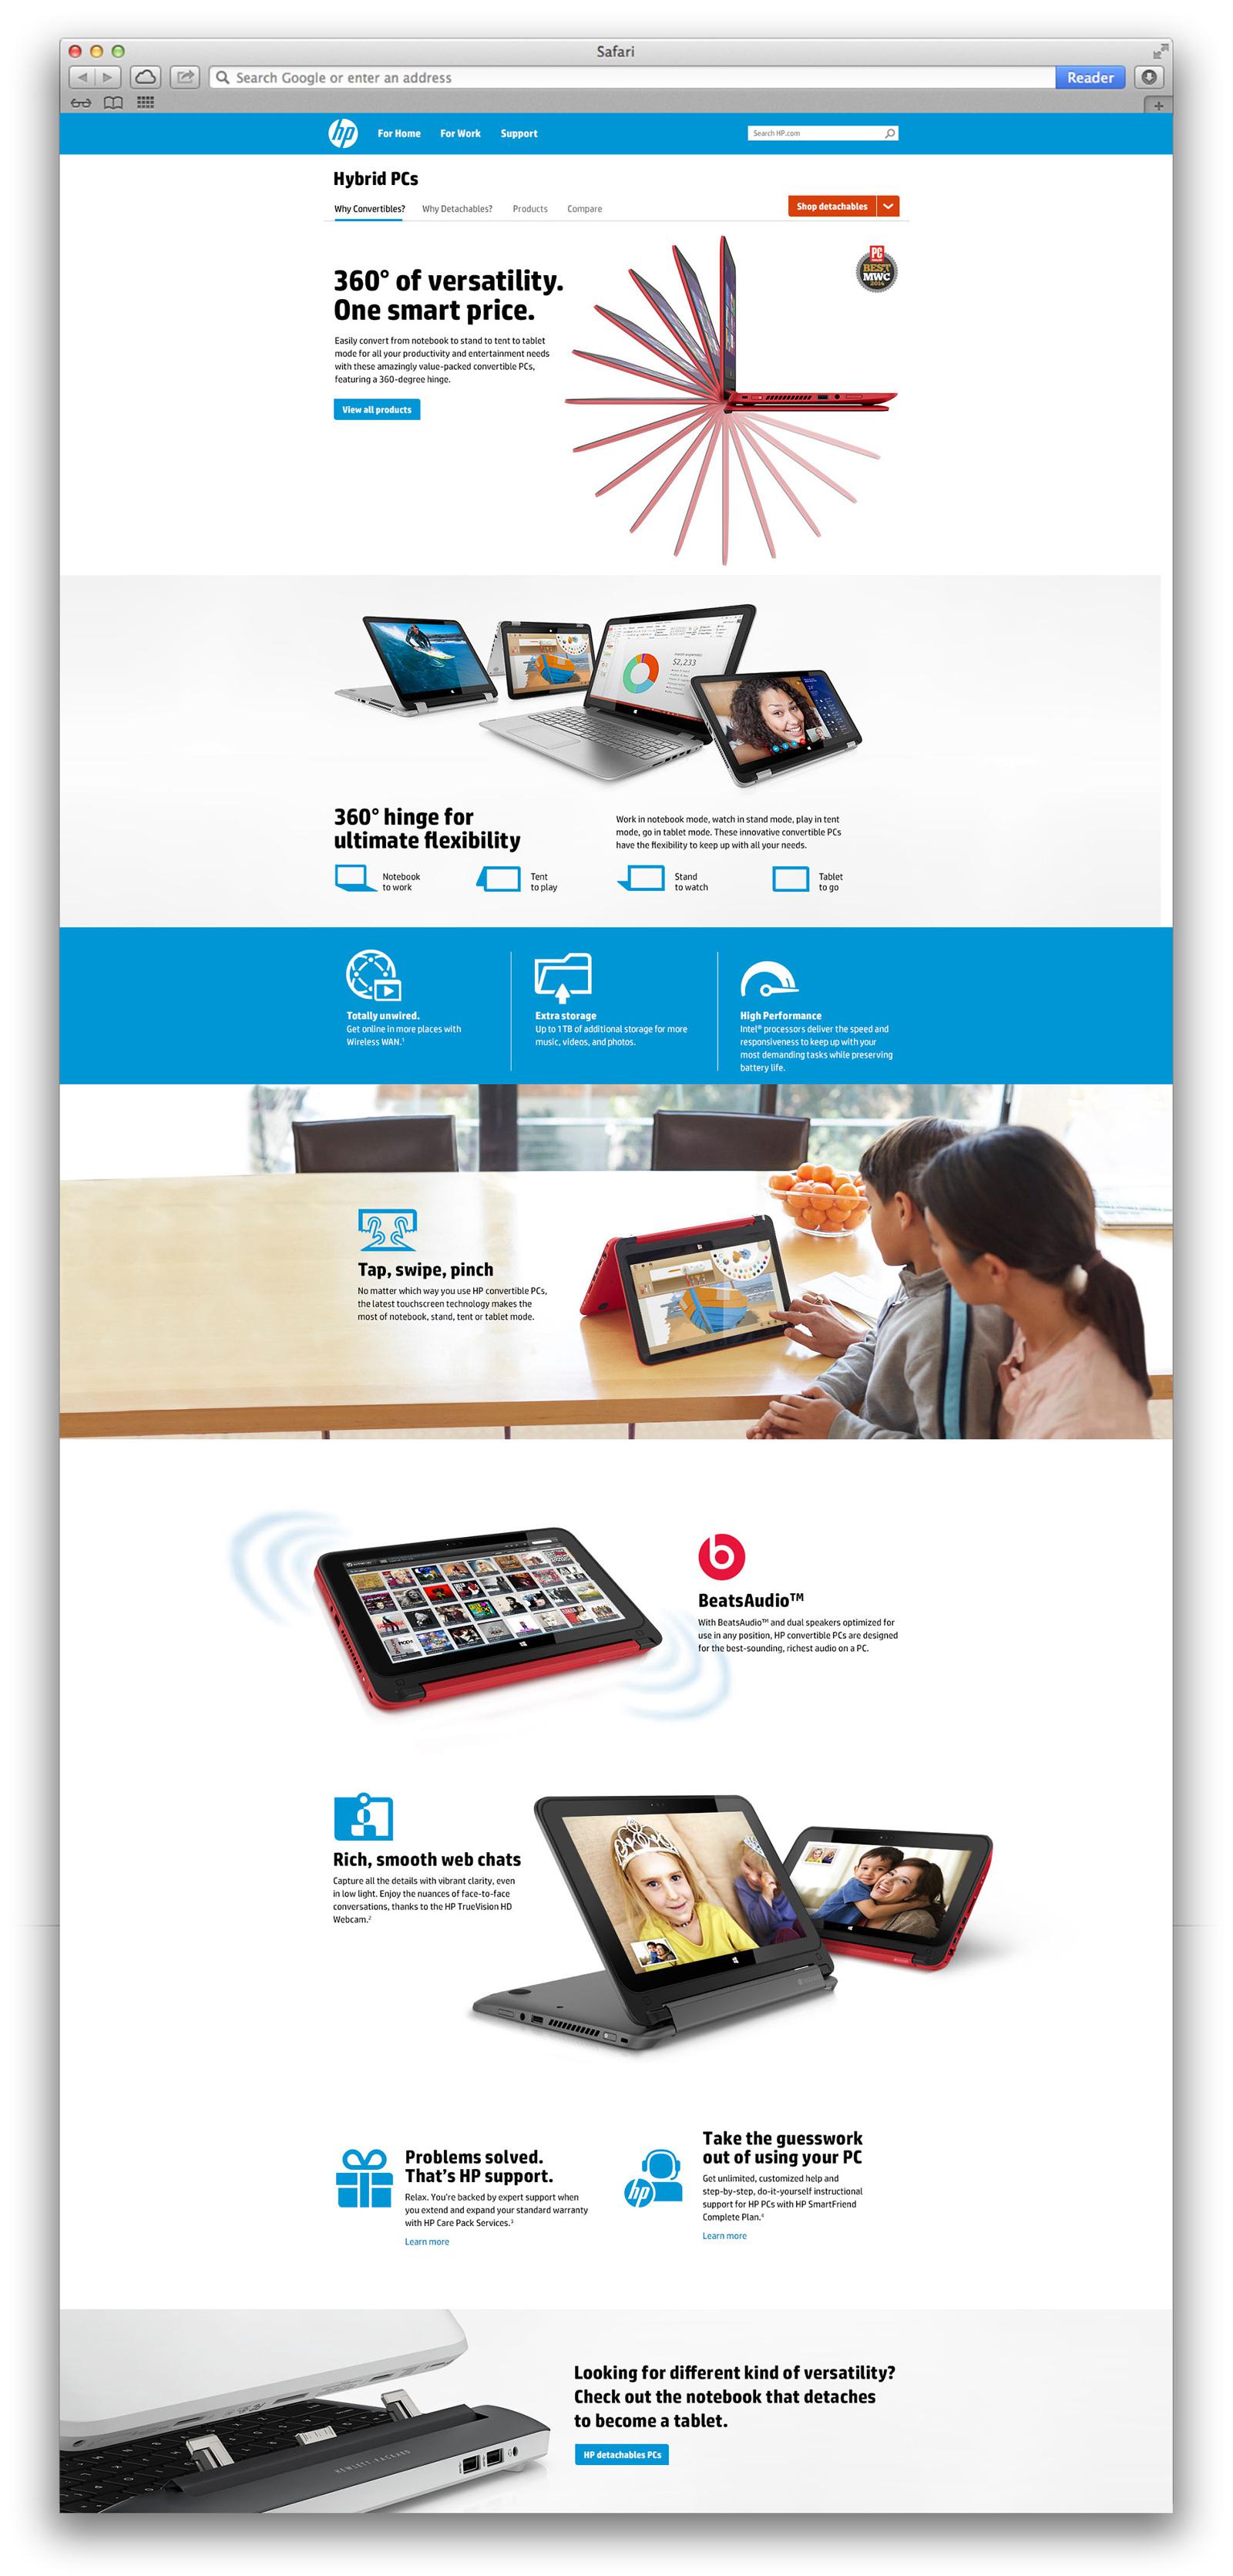 Safari
Search Google or enter an address
Reader
hp
For Home For Work Support
Search HP.com
Hybrid PCs
Why Convertibles? Why Detachables? Products Compare
Shop detachables
PC
BEST
MWC
2014
360° of versatility.
One smart price.
Easily convert from notebook to stand to tent to tablet
mode for all your productivity and entertainment needs
with these amazingly value-packed convertible PCs,
featuring a 360-degree hinge.
View all products
$2,233
360° hinge for
ultimate flexibility
Work in notebook mode, watch in stand mode, play in tent
mode, go in tablet mode. These innovative convertible PCs
have the flexibility to keep up with all your needs.
Notebook
to work
Tent
to play
Stand
to watch
Tablet
to go
Totally unwired.
Get online in more places with
Wireless WAN.¹
Extra storage
Up to 1TB of additional storage for more
music, videos, and photos.
High Performance
Intel® processors deliver the speed and
responsiveness to keep up with your
most demanding tasks while preserving
battery life.
Tap, swipe, pinch
No matter which way you use HP convertible PCs,
the latest touchscreen technology makes the
most of notebook, stand, tent or tablet mode.
b
BeatsAudio™
With BeatsAudio™ and dual speakers optimized for
use in any position, HP convertible PCs are designed
for the best-sounding, richest audio on a PC.
Rich, smooth web chats
Capture all the details with vibrant clarity, even
in low light. Enjoy the nuances of face-to-face
conversations, thanks to the HP TrueVision HD
Webcam.²
Problems solved.
That's HP support.
Relax. You're backed by expert support when
you extend and expand your standard warranty
with HP Care Pack Services.³
Learn more
hp
Take the guesswork
out of using your PC
Get unlimited, customized help and
step-by-step, do-it-yourself instructional
support for HP PCs with HP SmartFriend
Complete Plan.⁴
Learn more
HEWLETT-PACKARD
Looking for different kind of versatility?
Check out the notebook that detaches
to become a tablet.
HP detachables PCs